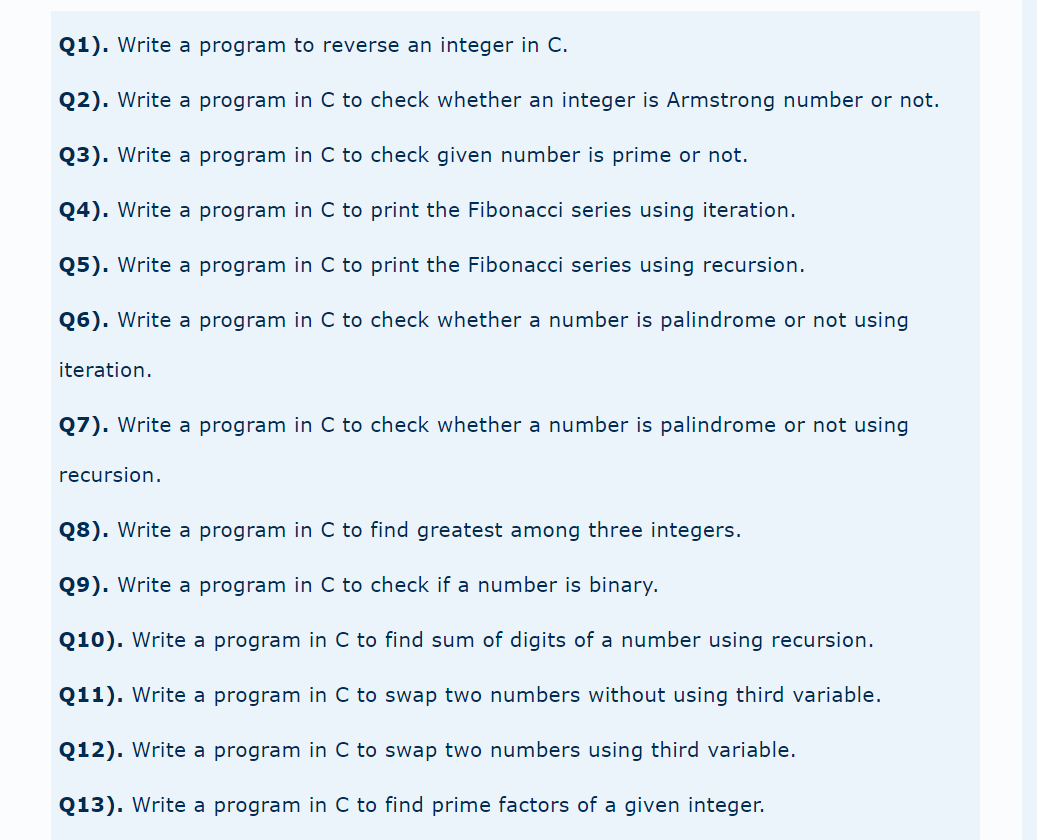 Q1). Write a program to reverse an integer in C.
Q2). Write a program in C to check whether an integer is Armstrong number or not.
Q3). Write a program in C to check given number is prime or not.
Q4). Write a program in C to print the Fibonacci series using iteration.
Q5). Write a program in C to print the Fibonacci series using recursion.
Q6). Write a program in C to check whether a number is palindrome or not using
iteration.
Q7). Write a program in C to check whether a number is palindrome or not using
recursion.
Q8). Write a program in C to find greatest among three integers.
Q9). Write a program in C to check if a number is binary.
Q10). Write a program in C to find sum of digits of a number using recursion.
Q11). Write a program in C to swap two numbers without using third variable.
Q12). Write a program in C to swap two numbers using third variable.
Q13). Write a program in C to find prime factors of a given integer.